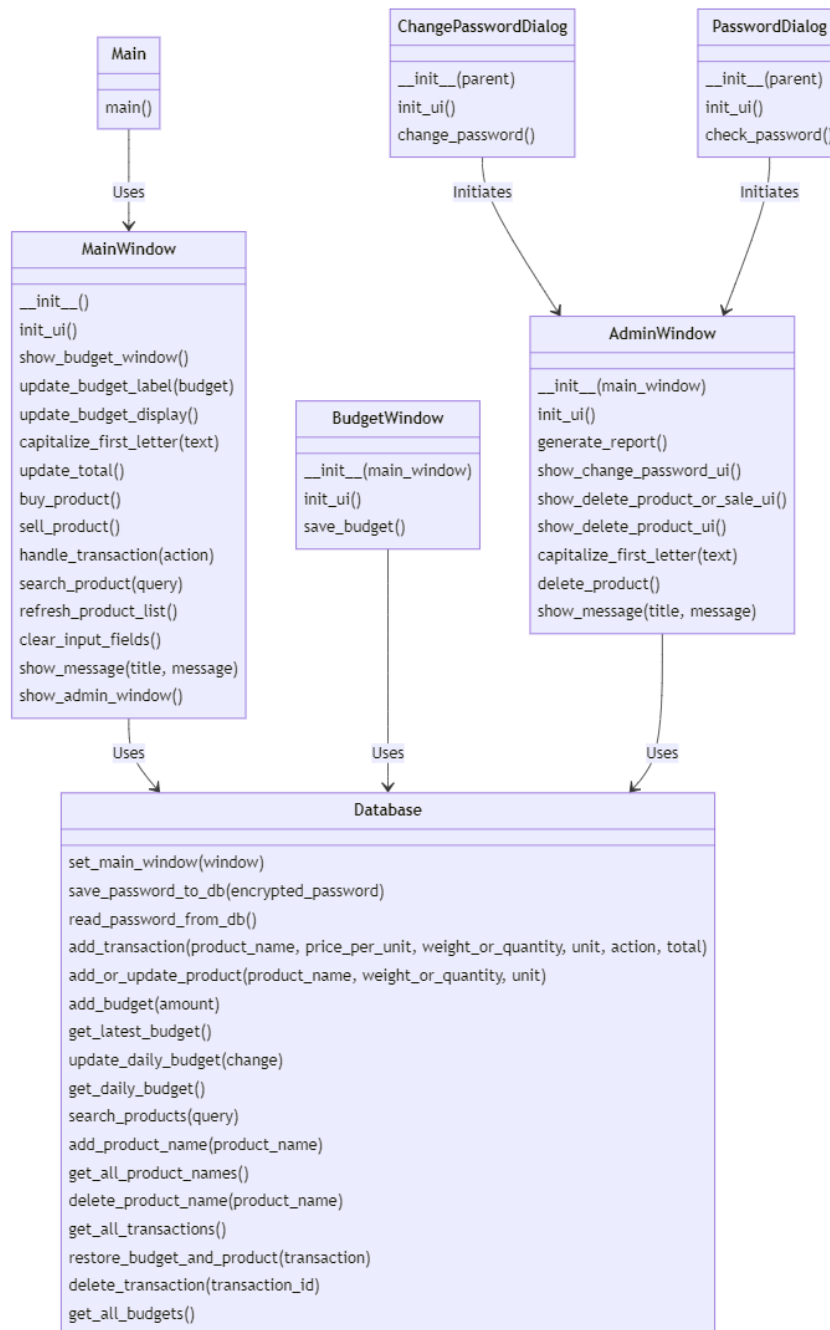 Main
main()
ChangePasswordDialog
__init__(parent)
init_ui()
change_password()
PasswordDialog
__init__(parent)
init_ui()
check_password()
Uses
Initiates
Initiates
MainWindow
__init__()
init_ui()
show_budget_window()
update_budget_label(budget)
update_budget_display()
capitalize_first_letter(text)
update_total()
buy_product()
sell_product()
handle_transaction(action)
search_product(query)
refresh_product_list()
clear_input_fields()
show_message(title, message)
show_admin_window()
BudgetWindow
__init__(main_window)
init_ui()
save_budget()
AdminWindow
__init__(main_window)
init_ui()
generate_report()
show_change_password_ui()
show_delete_product_or_sale_ui()
show_delete_product_ui()
capitalize_first_letter(text)
delete_product()
show_message(title, message)
Uses
Uses
Uses
Database
set_main_window(window)
save_password_to_db(encrypted_password)
read_password_from_db()
add_transaction(product_name, price_per_unit, weight_or_quantity, unit, action, total)
add_or_update_product(product_name, weight_or_quantity, unit)
add_budget(amount)
get_latest_budget()
update_daily_budget(change)
get_daily_budget()
search_products(query)
add_product_name(product_name)
get_all_product_names()
delete_product_name(product_name)
get_all_transactions()
restore_budget_and_product(transaction)
delete_transaction(transaction_id)
get_all_budgets()